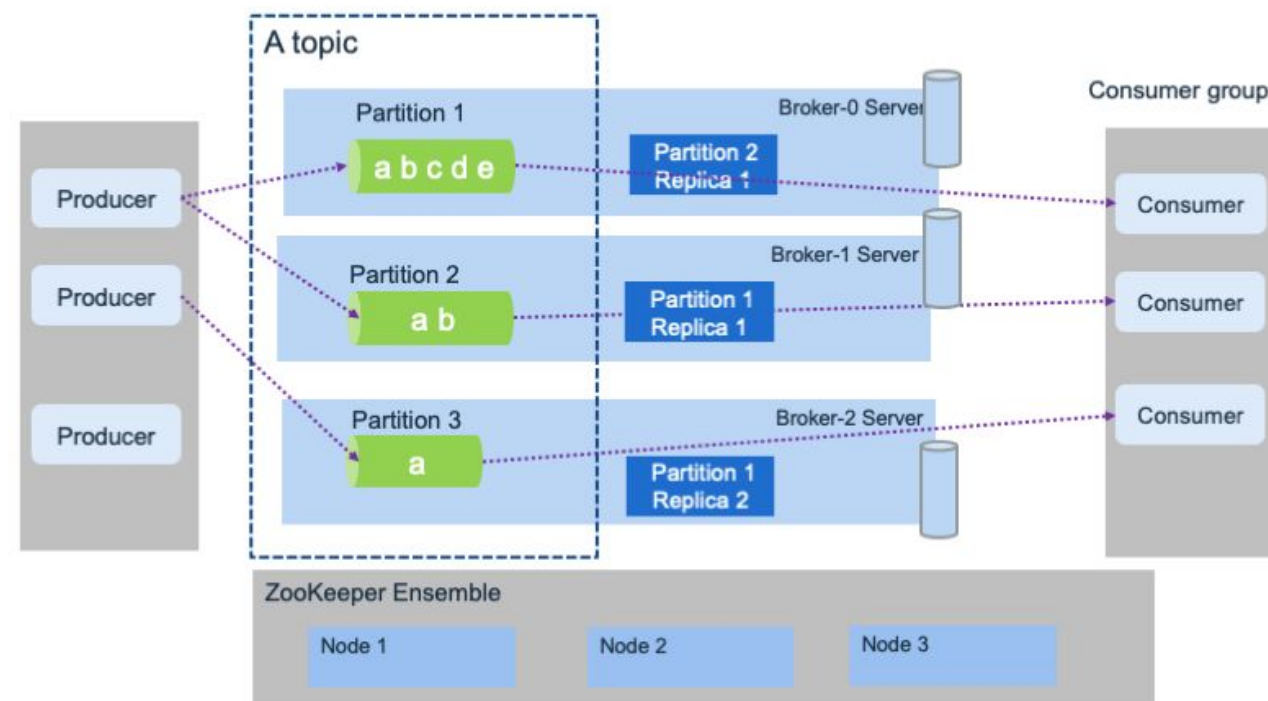 A topic
Partition 1
Broker-0 Server
Consumer group
a b c d e
Partition 2
Replica 1
Producer
Consumer
Partition 2
Broker-1 Server
Producer
a b
Partition 1
Replica 1
Consumer
Partition 3
Broker-2 Server
Producer
a
Consumer
Partition 1
Replica 2
ZooKeeper Ensemble
Node 1
Node 2
Node 3